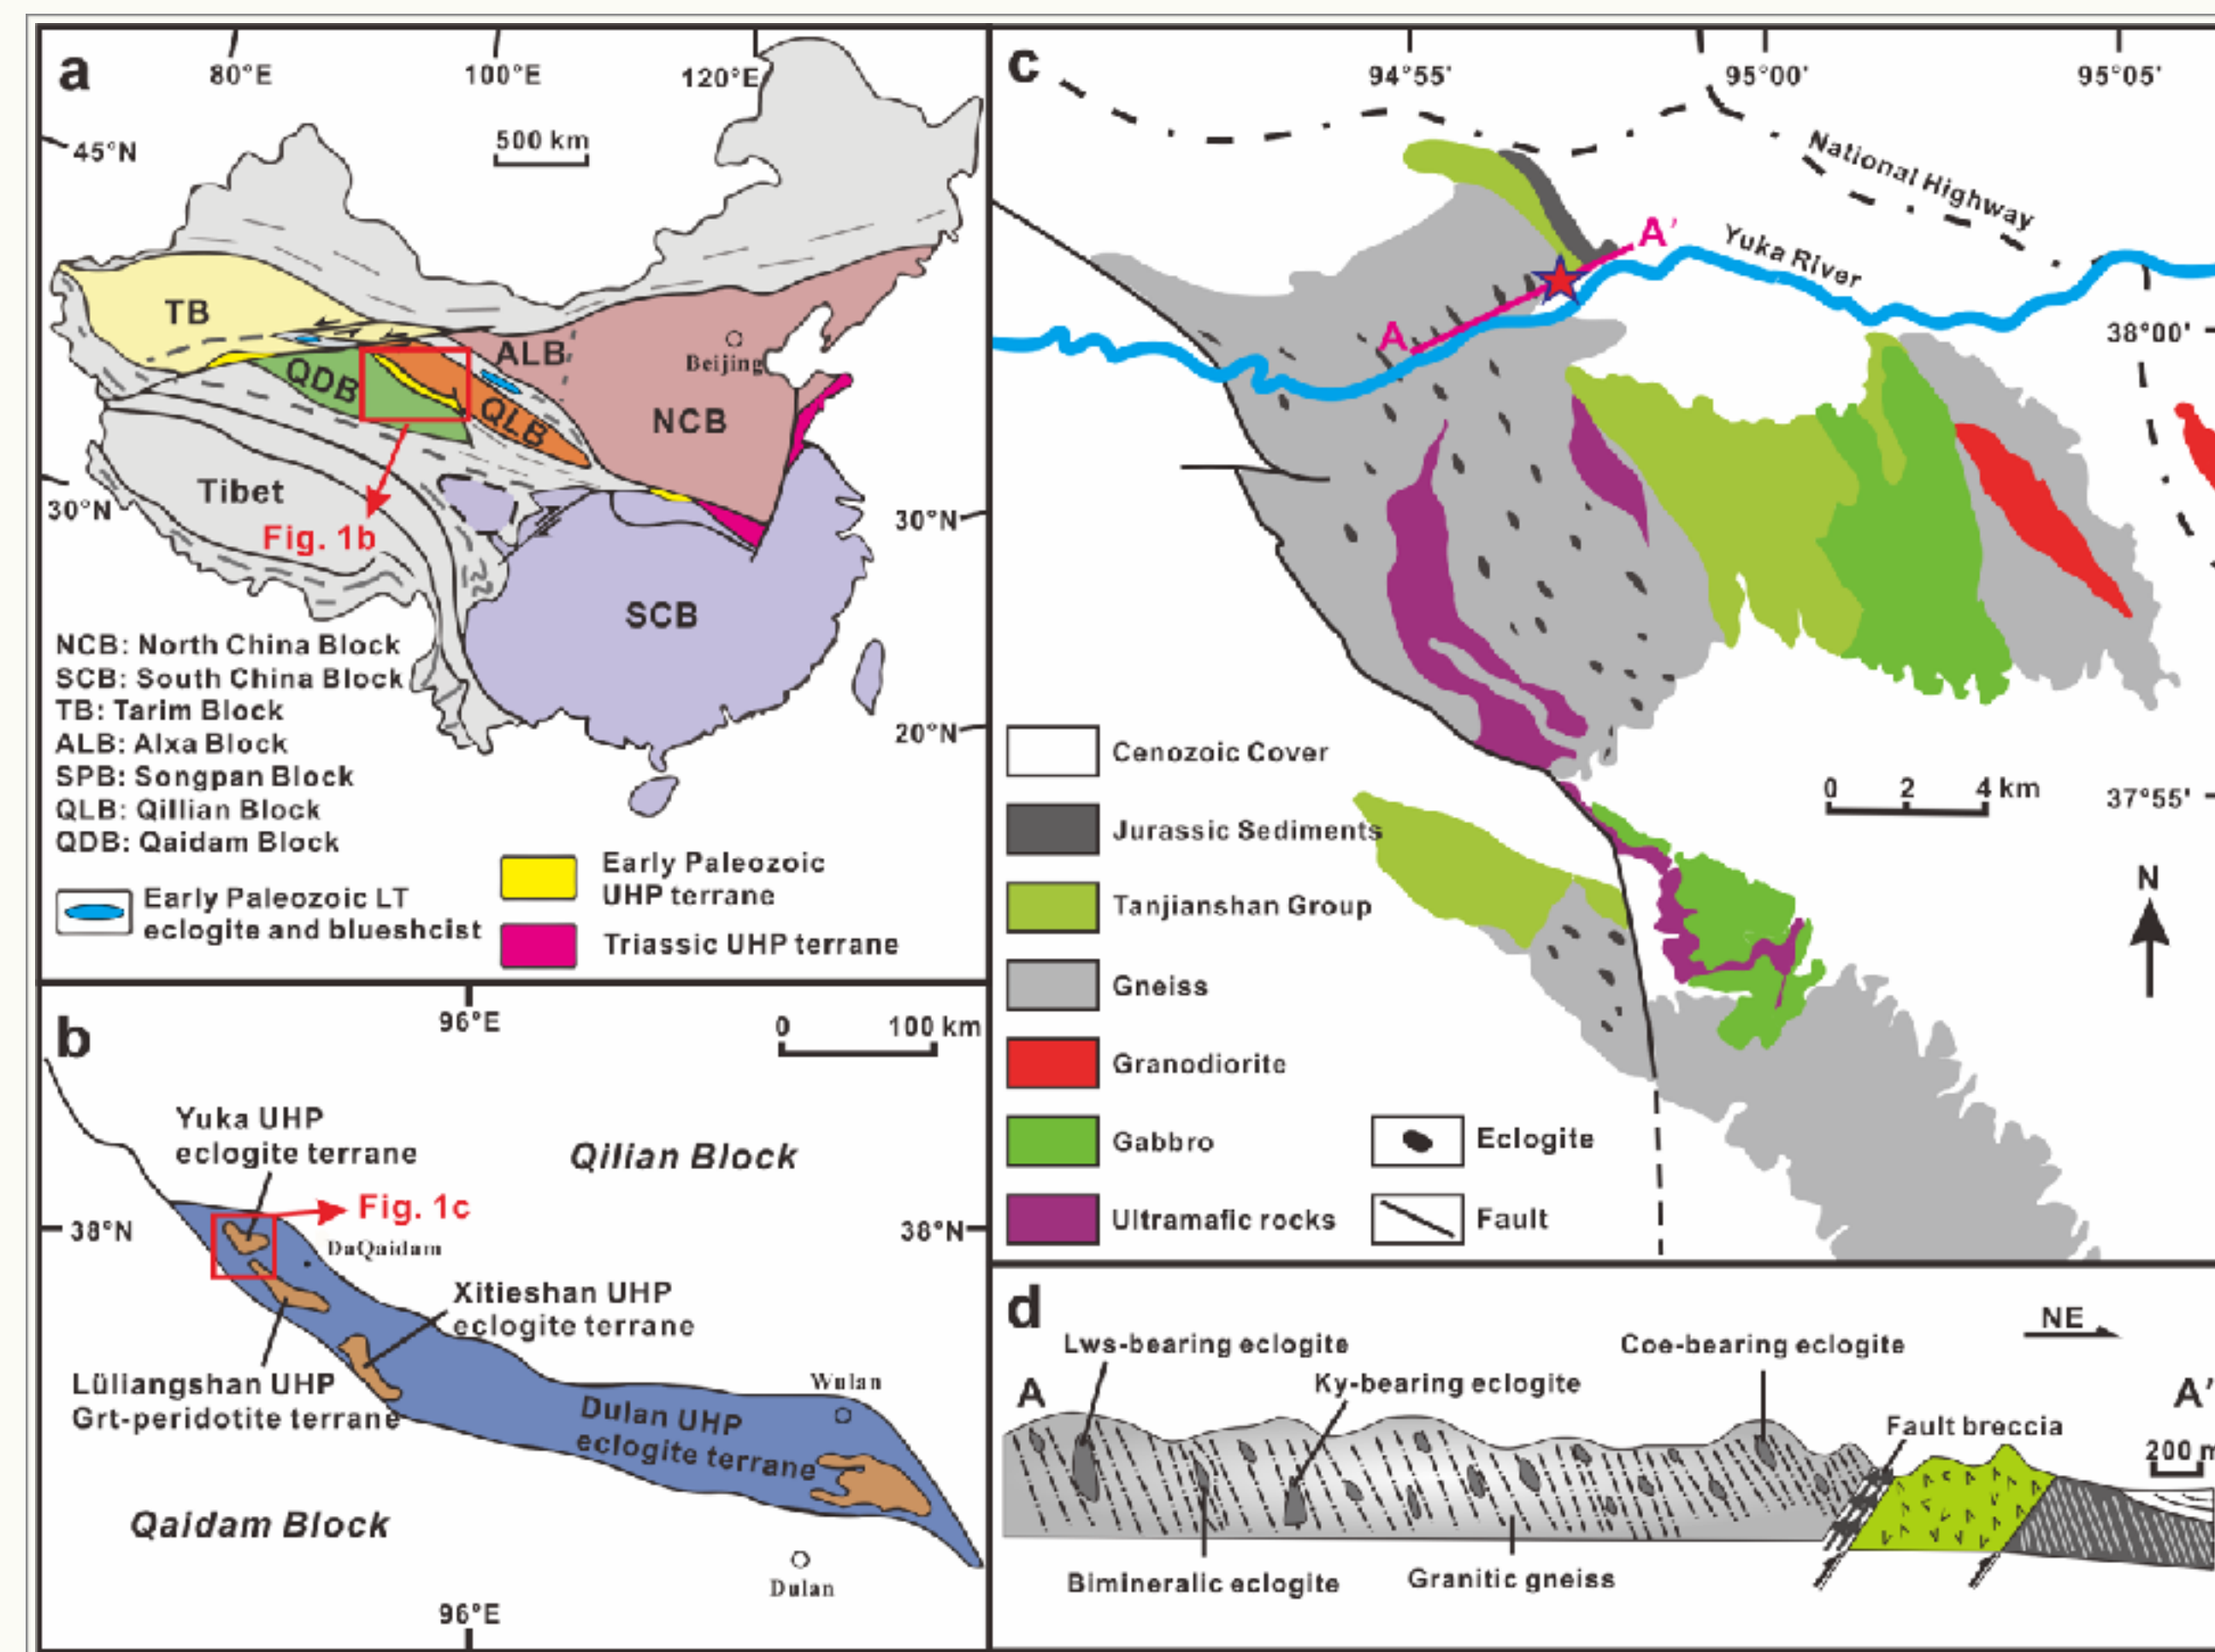 a
80°E
100°E
120°E
500 km
45°N
TB
ALB
Beijing
QDB
QLB
NCB
Tibet
30°N
Fig. 1b
30°N
SCB
20°N
NCB: North China Block
SCB: South China Block
TB: Tarim Block
ALB: Alxa Block
SPB: Songpan Block
QLB: Qillian Block
QDB: Qaidam Block
Early Paleozoic LT
eclogite and blueshcist
Early Paleozoic
UHP terrane
Triassic UHP terrane
b
96°E
0
100 km
Yuka UHP
eclogite terrane
Qilian Block
Fig. 1c
38°N
38°N
DaQaidam
Xitieshan UHP
eclogite terrane
Lüliangshan UHP
Grt-peridotite terrane
Wulan
Dulan UHP
eclogite terrane
Qaidam Block
Dulan
96°E
c
94°55'
95°00'
95°05'
National Highway
A'
Yuka River
A
38°00'
Cenozoic Cover
Jurassic Sediments
Tanjianshan Group
Gneiss
Granodiorite
Gabbro
Ultramafic rocks
Eclogite
Fault
0 2 4 km
37°55'
N
d
NE
Lws-bearing eclogite
Coe-bearing eclogite
A
Ky-bearing eclogite
A'
Fault breccia
200 m
Bimineralic eclogite
Granitic gneiss